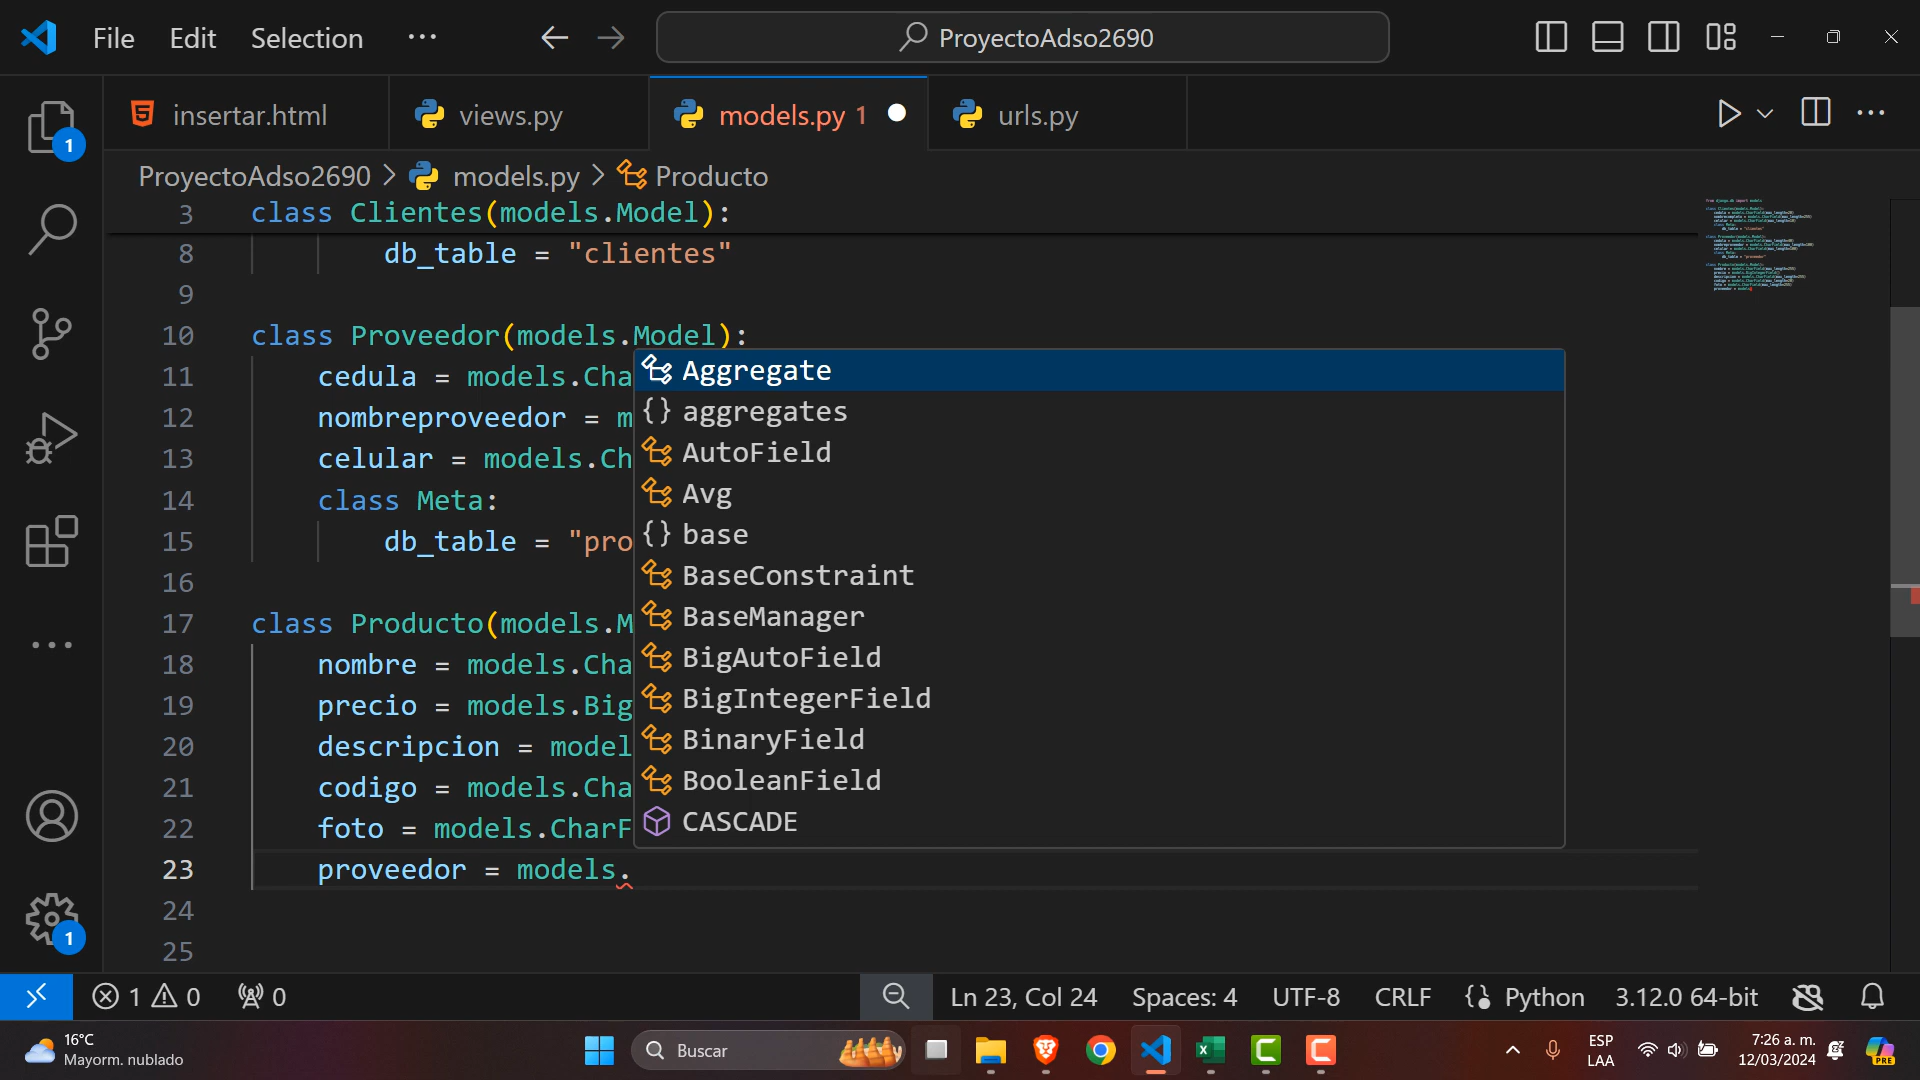 File Edit Selection ··· ProyectoAdso2690
insertar.html views.py models.py 1 urls.py
ProyectoAdso2690 > models.py > Producto
3 class Clientes(models.Model):
8 db_table = "clientes"
9
10 class Proveedor(models.Model):
11 cedula = models.Cha
12 nombreproveedor = m
13 celular = models.Ch
14 class Meta:
15 db_table = "pro
16
17 class Producto(models.M
18 nombre = models.Cha
19 precio = models.Big
20 descripcion = model
21 codigo = models.Cha
22 foto = models.CharF
23 proveedor = models.
24
25
Aggregate
{} aggregates
AutoField
Avg
{} base
BaseConstraint
BaseManager
BigAutoField
BigIntegerField
BinaryField
BooleanField
CASCADE
1
1
1 0 0 Ln 23, Col 24 Spaces: 4 UTF-8 CRLF Python 3.12.0 64-bit
16°C
Mayorm. nublado
Buscar
ESP
LAA
7:26 a. m.
12/03/2024
PRE